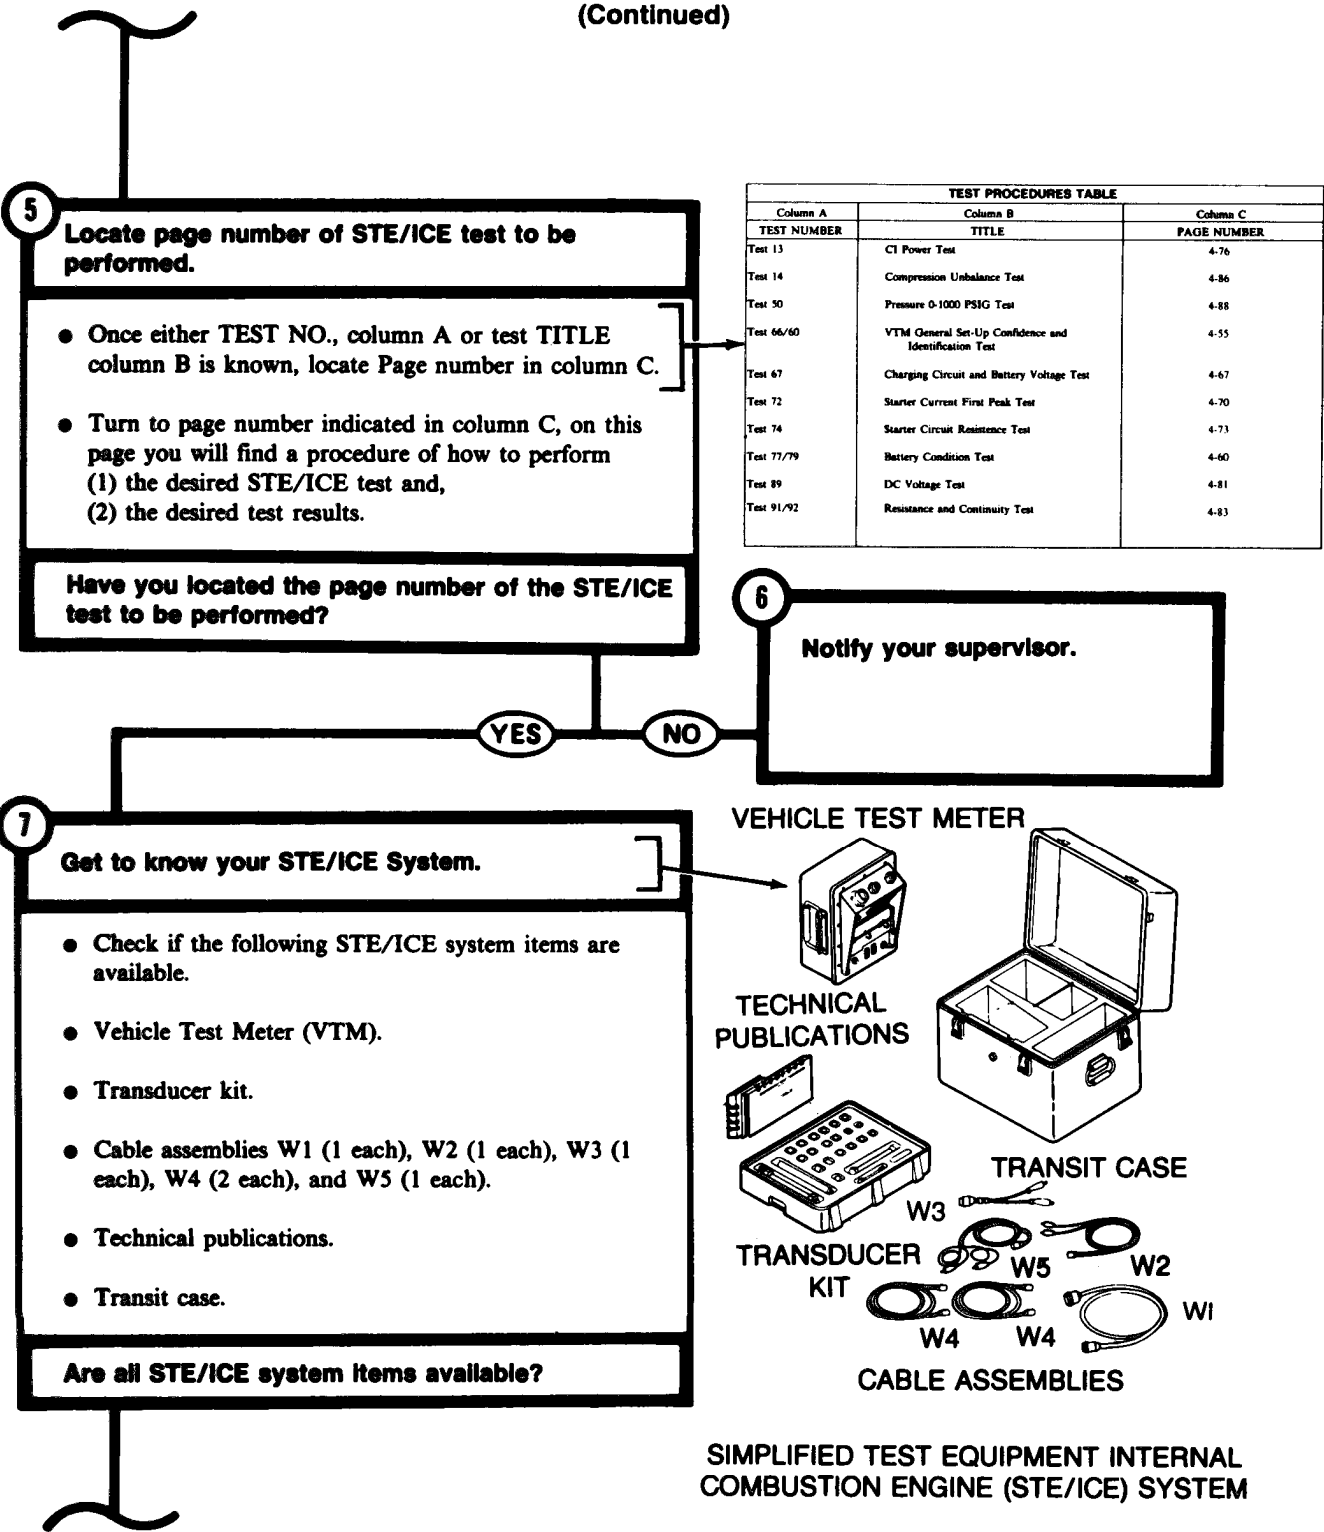 (Continued)
5
Locate page number of STE/ICE test to be
performed.
● Once either TEST NO., column A or test TITLE
column B is known, locate Page number in column C.
● Turn to page number indicated in column C, on this
page you will find a procedure of how to perform
(1) the desired STE/ICE test and,
(2) the desired test results.
Have you located the page number of the STE/ICE
test to be performed?
TEST PROCEDURES TABLE
Column A Column B Column C
TEST NUMBER TITLE PAGE NUMBER
Test 13 CI Power Test 4-76
Test 14 Compression Unbalance Test 4-86
Test 50 Pressure 0-1000 PSIG Test 4-88
Test 66/60 VTM General Set-Up Confidence and 4-55
Identification Test
Test 67 Charging Circuit and Battery Voltage Test 4-67
Test 72 Starter Current First Peak Test 4-70
Test 74 Starter Circuit Resistence Test 4-73
Test 77/79 Battery Condition Test 4-60
Test 89 DC Voltage Test 4-81
Test 91/92 Resistance and Continuity Test 4-83
6
Notify your supervisor.
YES NO
7
Get to know your STE/ICE System.
● Check if the following STE/ICE system items are
available.
● Vehicle Test Meter (VTM).
● Transducer kit.
● Cable assemblies W1 (1 each), W2 (1 each), W3 (1
each), W4 (2 each), and W5 (1 each).
● Technical publications.
● Transit case.
Are all STE/ICE system items available?
VEHICLE TEST METER
TECHNICAL
PUBLICATIONS
TRANSIT CASE
W3
TRANSDUCER
KIT
W5
W2
W4
W4
W1
CABLE ASSEMBLIES
SIMPLIFIED TEST EQUIPMENT INTERNAL
COMBUSTION ENGINE (STE/ICE) SYSTEM